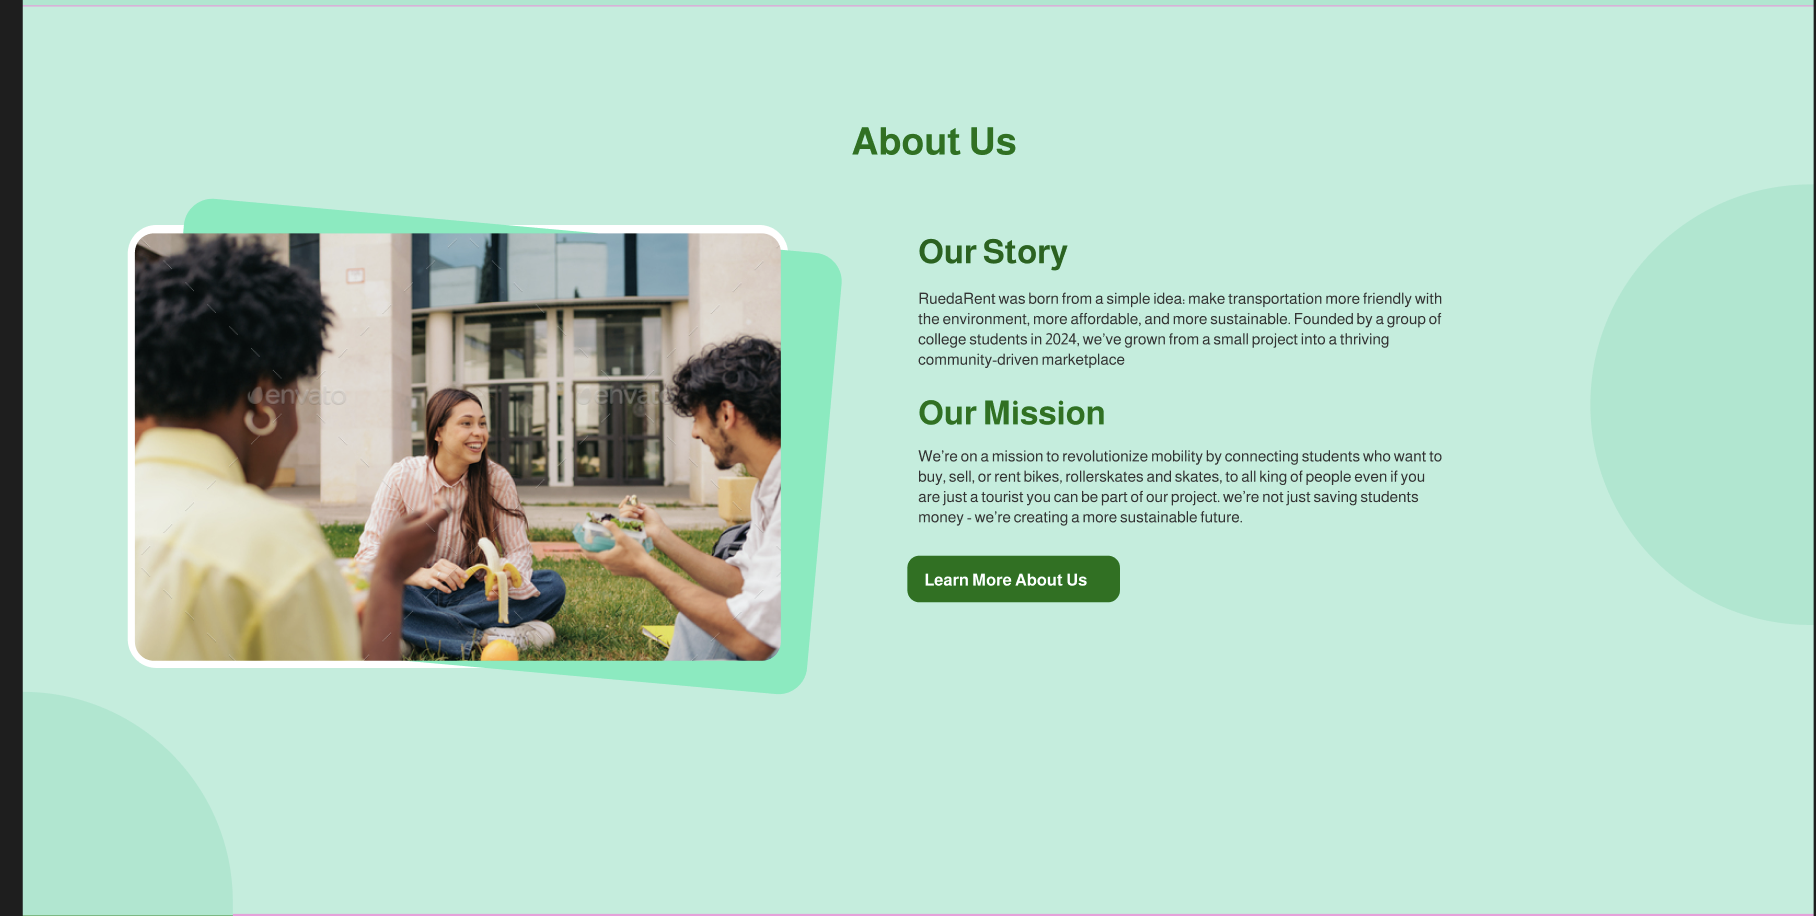 About Us
Our Story
RuedaRent was born from a simple idea: make transportation more friendly with
the environment, more affordable, and more sustainable. Founded by a group of
college students in 2024, we've grown from a small project into a thriving
community-driven marketplace
Our Mission
We're on a mission to revolutionize mobility by connecting students who want to
buy, sell, or rent bikes, rollerskates and skates, to all king of people even if you
are just a tourist you can be part of our project. we're not just saving students
money - we're creating a more sustainable future.
Learn More About Us
envato
envato